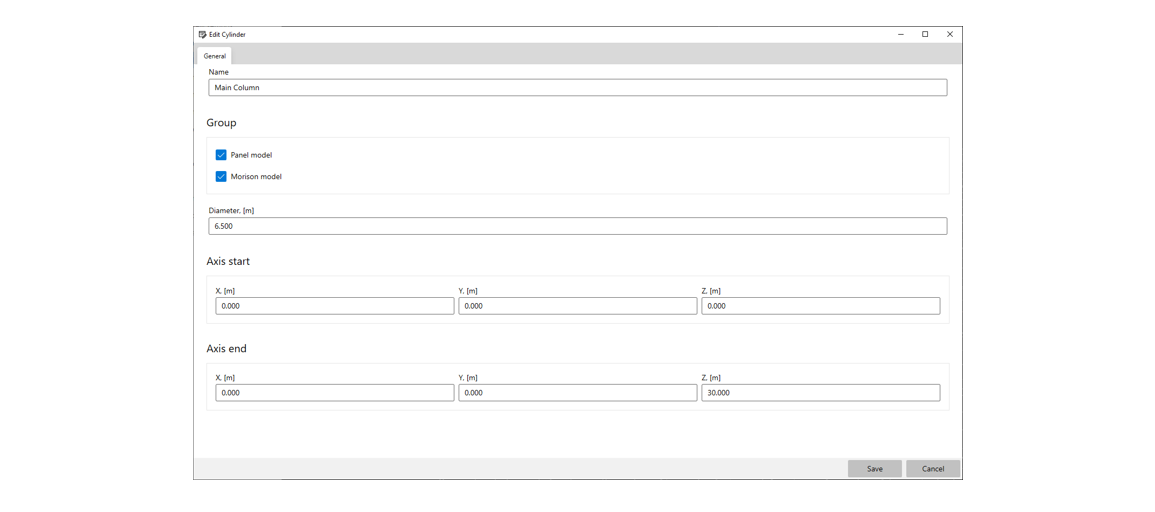 Edit Cylinder
General
Name
Main Column
Group
Panel model
Morison model
Diameter, [m]
6.500
Axis start
X, [m] Y, [m] Z, [m]
0.000 0.000 0.000
Axis end
X, [m] Y, [m] Z, [m]
0.000 0.000 30.000
Save Cancel